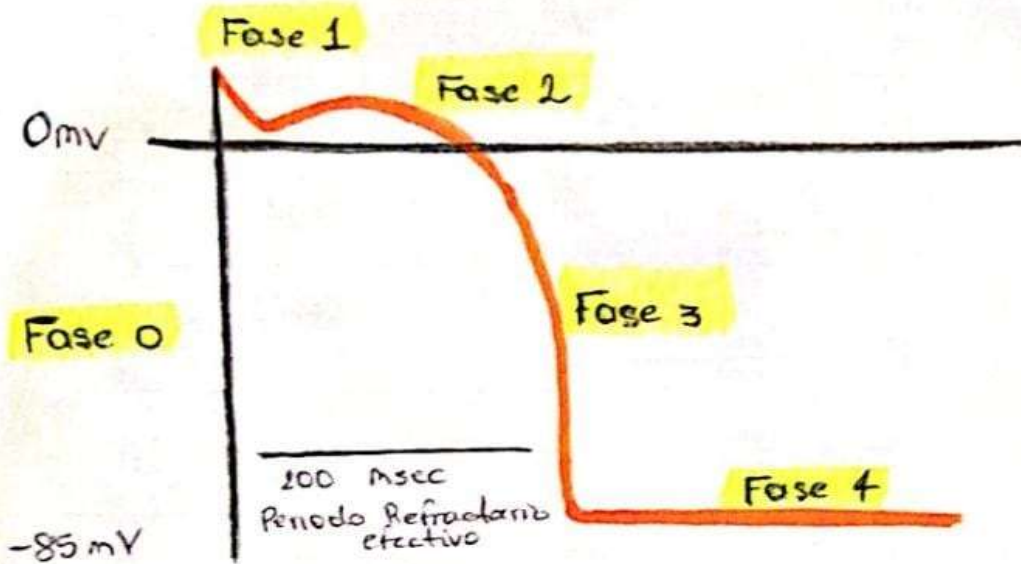 Fase 1
Fase 2
0mv
Fase 0
Fase 3
200 msec
Periodo Refractario
efectivo
Fase 4
-85 mV